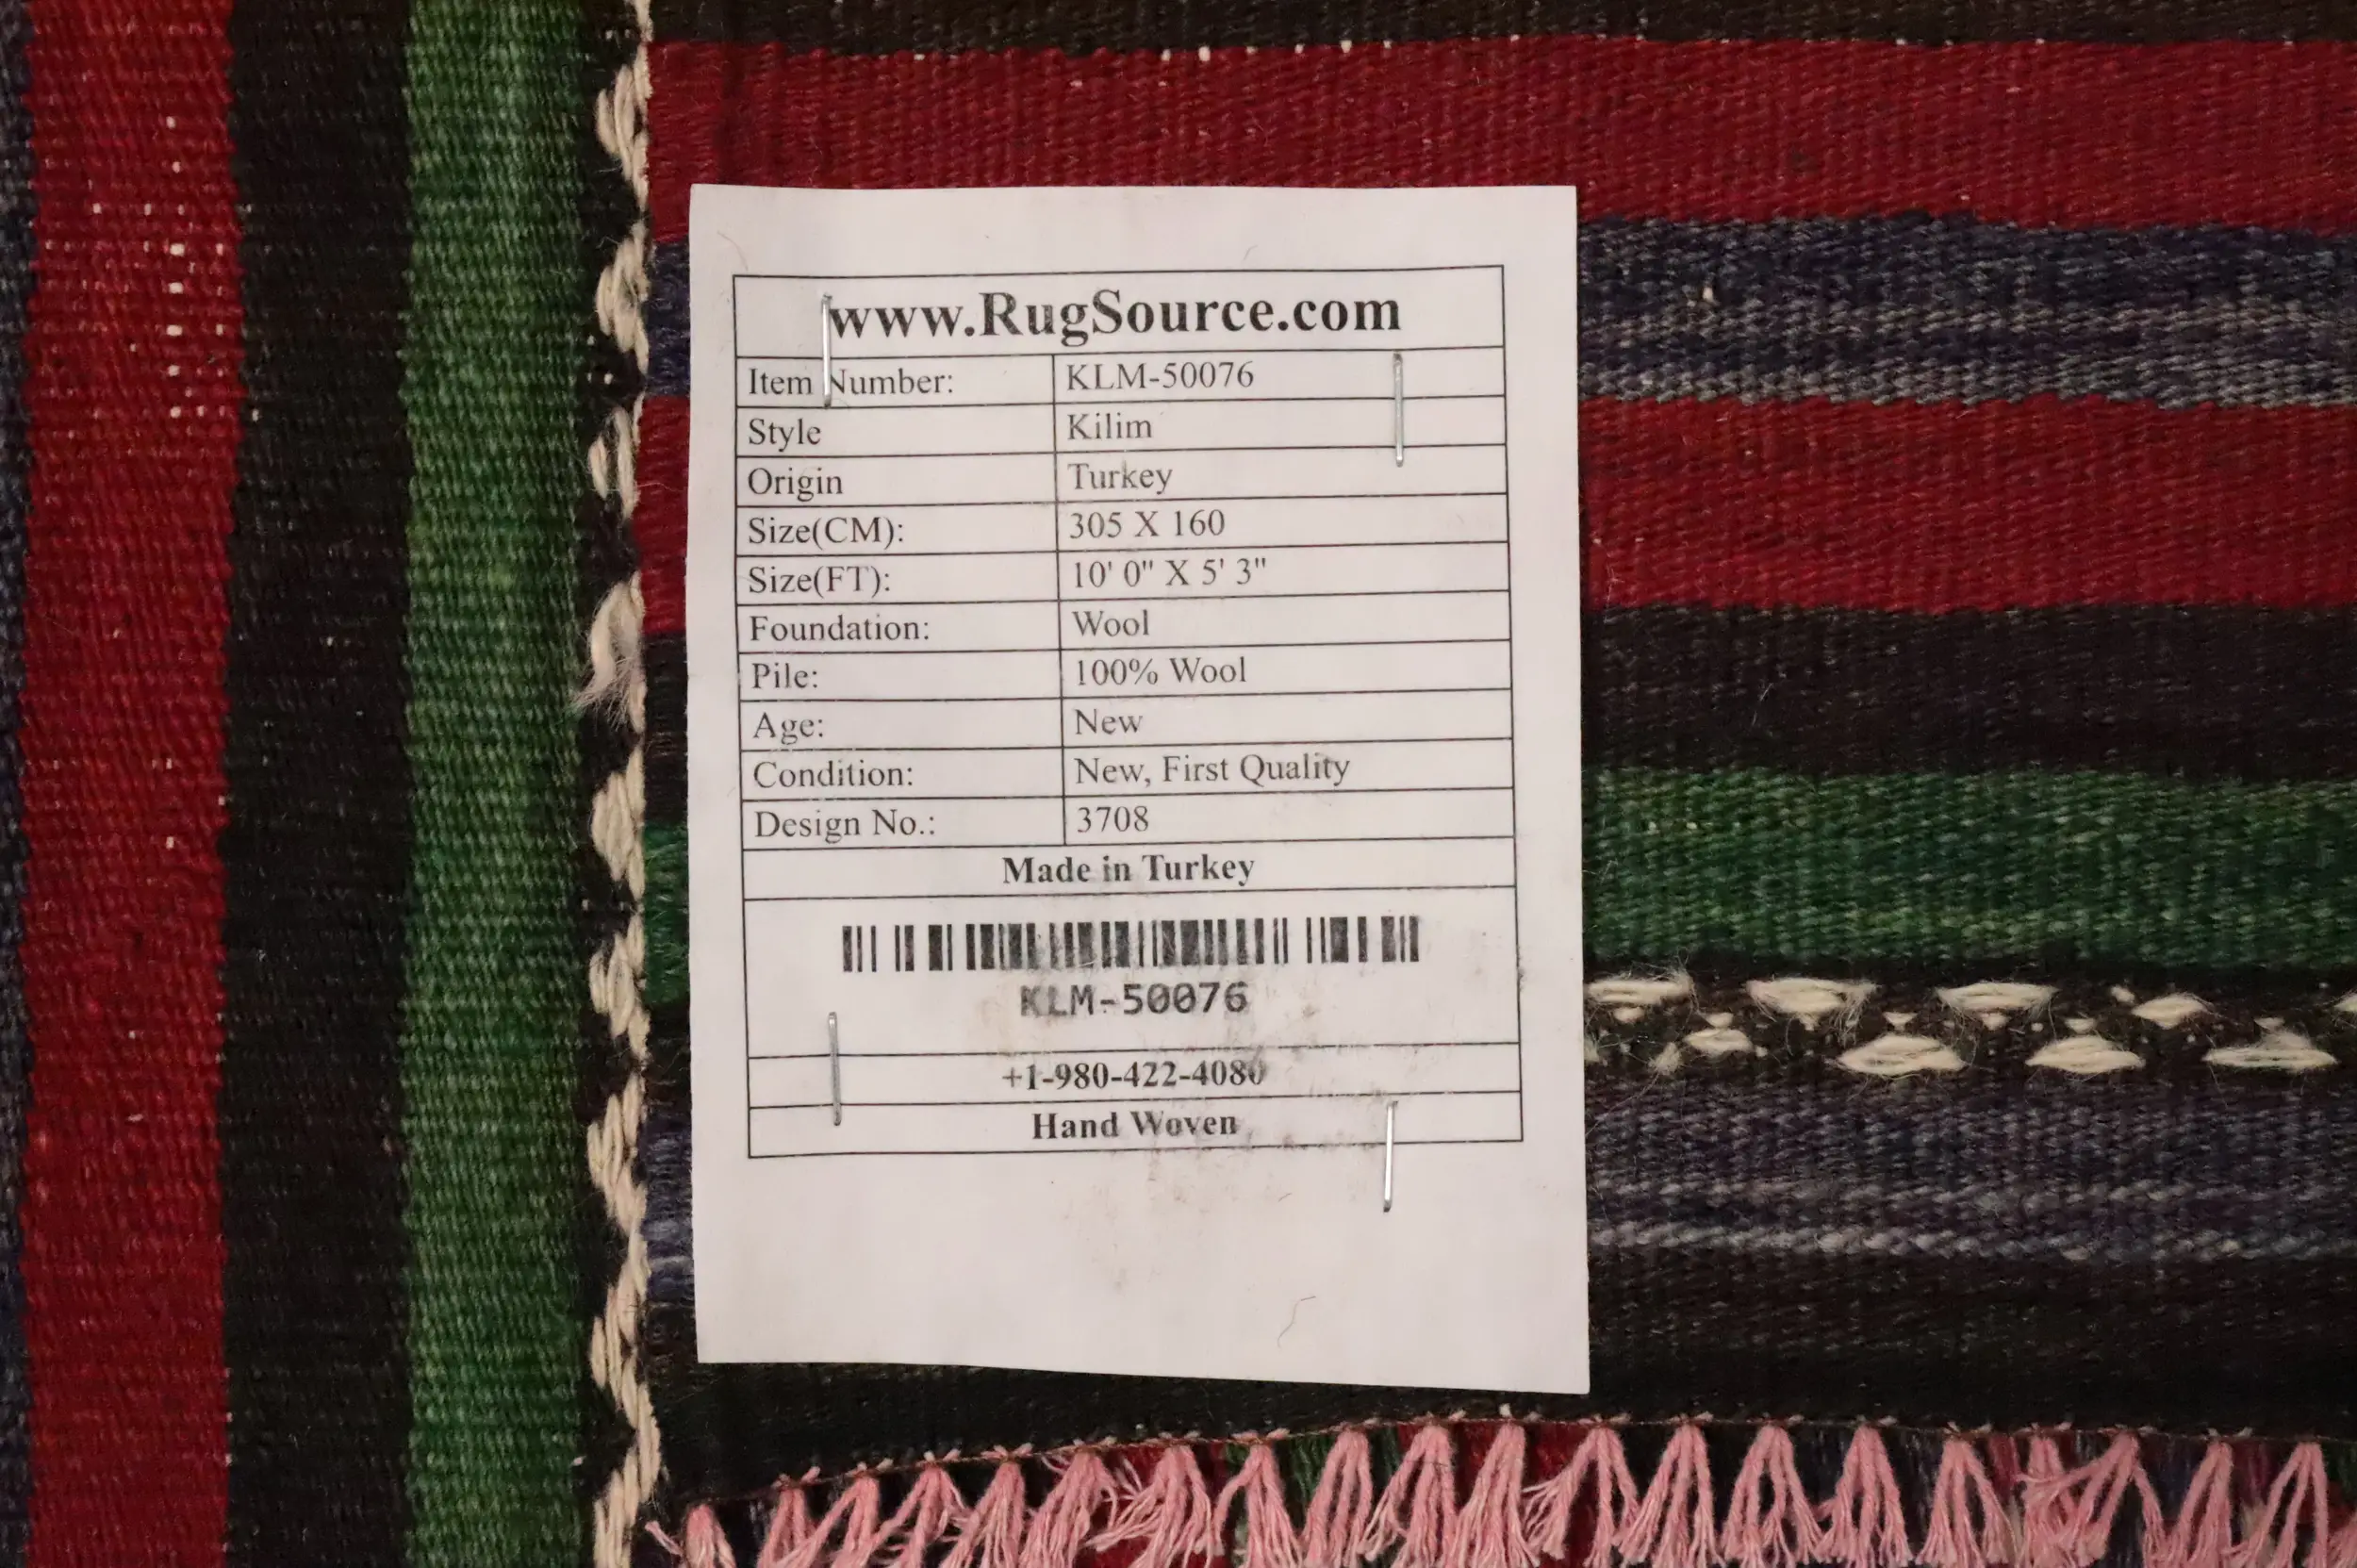 www.RugSource.com
Item Number: KLM-50076
Style Kilim
Origin Turkey
Size(CM): 305 X 160
Size(FT): 10' 0" X 5' 3"
Foundation: Wool
Pile: 100% Wool
Age: New
Condition: New, First Quality
Design No.: 3708
Made in Turkey
KLM-50076
+1-980-422-4080
Hand Woven